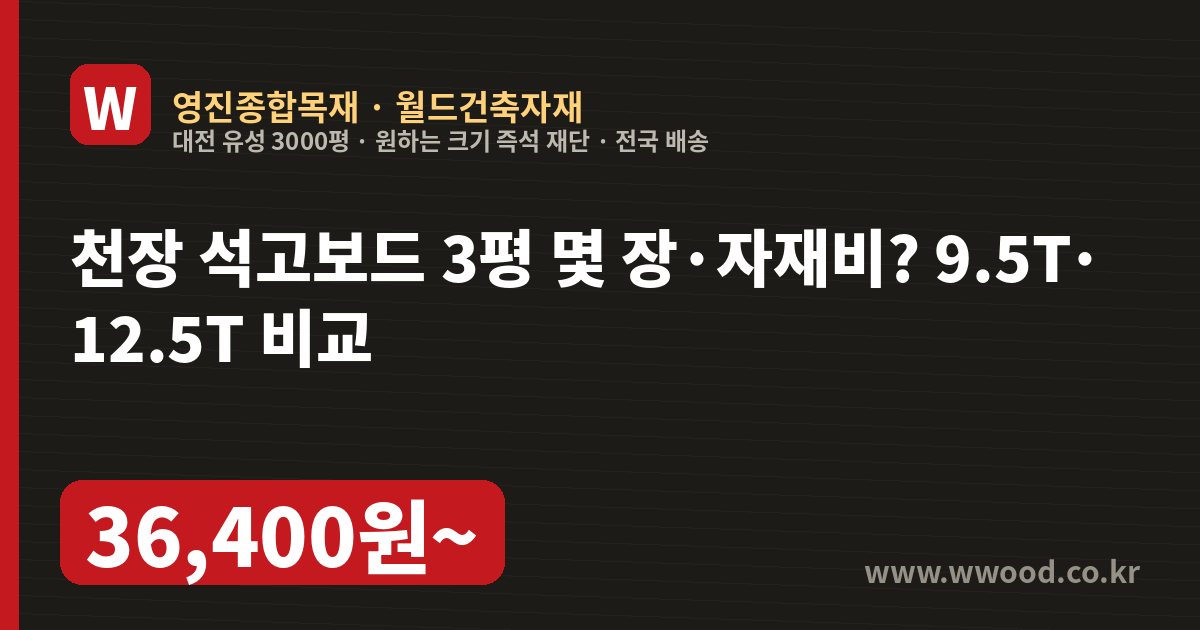 W
영진종합목재 · 월드건축자재
대전 유성 3000평 · 원하는 크기 즉석 재단 · 전국 배송
천장 석고보드 3평 몇 장·자재비? 9.5T·
12.5T 비교
36,400원~
www.wwood.co.kr